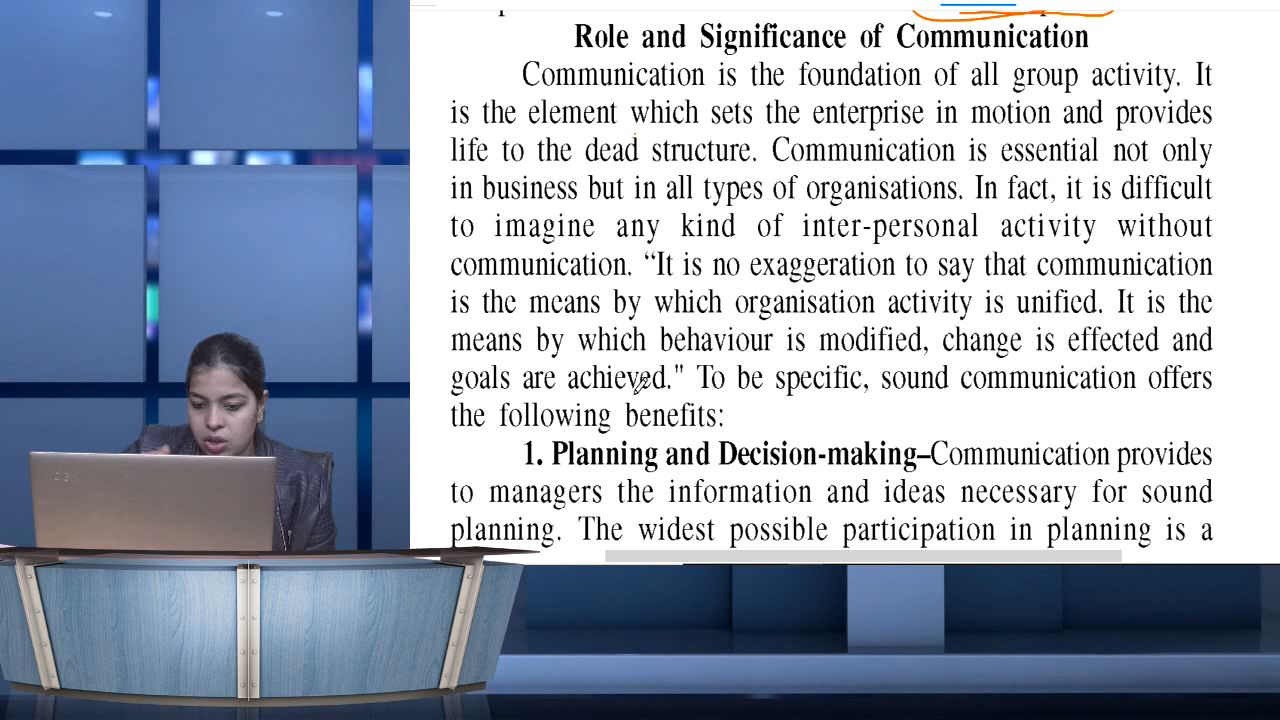 Role and Significance of Communication
Communication is the foundation of all group activity. It
is the element which sets the enterprise in motion and provides
life to the dead structure. Communication is essential not only
in business but in all types of organisations. In fact, it is difficult
to imagine any kind of inter-personal activity without
communication. “It is no exaggeration to say that communication
is the means by which organisation activity is unified. It is the
means by which behaviour is modified, change is effected and
goals are achieved." To be specific, sound communication offers
the following benefits:
1. Planning and Decision-making–Communication provides
to managers the information and ideas necessary for sound
planning. The widest possible participation in planning is a